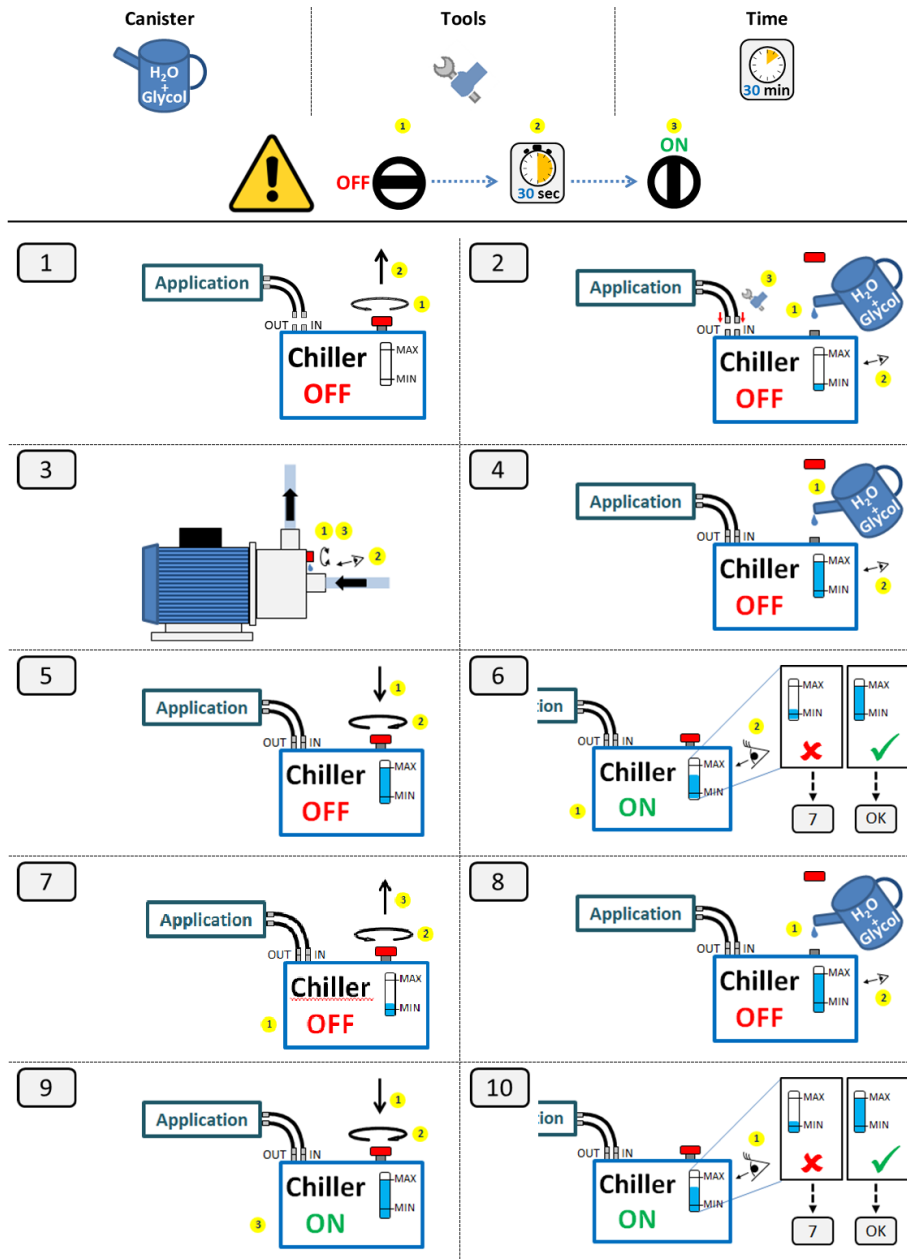 Canister
Tools
Time
H₂O
+
Glycol
30 min
1
2
3
ON
OFF
30 sec
1
Application
2
1
OUT
IN
Chiller
MAX
MIN
OFF
2
Application
3
1
H₂O
+
Glycol
OUT
IN
Chiller
MAX
MIN
2
OFF
3
1
3
2
4
Application
1
H₂O
+
Glycol
OUT
IN
Chiller
MAX
MIN
2
OFF
5
Application
1
2
OUT
IN
Chiller
MAX
MIN
OFF
6
tion
2
OUT
IN
Chiller
MAX
MIN
1
ON
MAX
MIN
MAX
MIN
7
OK
7
Application
3
2
OUT
IN
Chiller
MAX
MIN
1
OFF
8
Application
1
H₂O
+
Glycol
OUT
IN
Chiller
MAX
MIN
2
OFF
9
Application
1
2
OUT
IN
Chiller
MAX
MIN
3
ON
10
tion
1
OUT
IN
Chiller
MAX
MIN
ON
MAX
MIN
MAX
MIN
7
OK